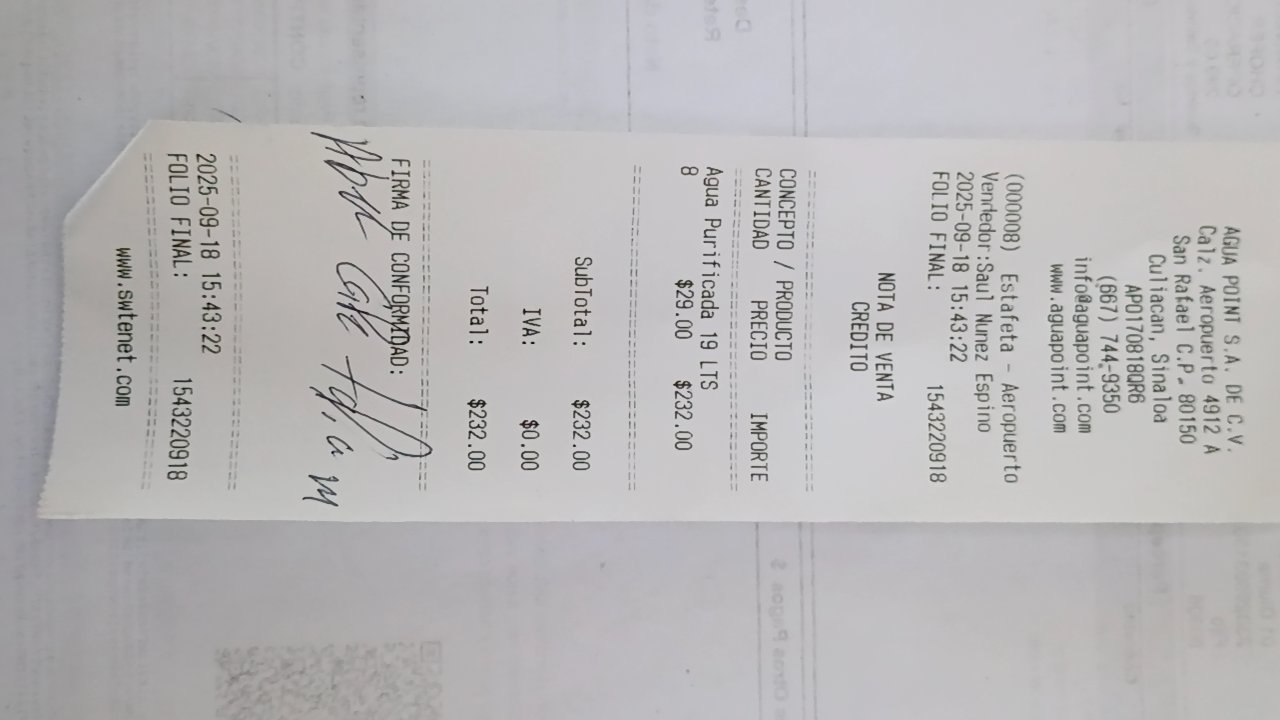 AGUA POINT S.A. DE C.V.
Calz. Aeropuerto 4912 A
San Rafael C.P. 80150
Culiacán, Sinaloa
APO170818QR6
(667) 744-9350
info@aguapoint.com
www.aguapoint.com
(000008) Estafeta - Aeropuerto
Vendedor:Saul Nunez Espino
2025-09-18 15:43:22
FOLIO FINAL: 1543220918
NOTA DE VENTA
CREDITO
CONCEPTO / PRODUCTO
CANTIDAD PRECIO IMPORTE
Agua Purificada 19 LTS
8 $29.00 $232.00
SubTotal: $232.00
IVA: $0.00
Total: $232.00
FIRMA DE CONFORMIDAD:
2025-09-18 15:43:22
FOLIO FINAL: 1543220918
www.swtenet.com